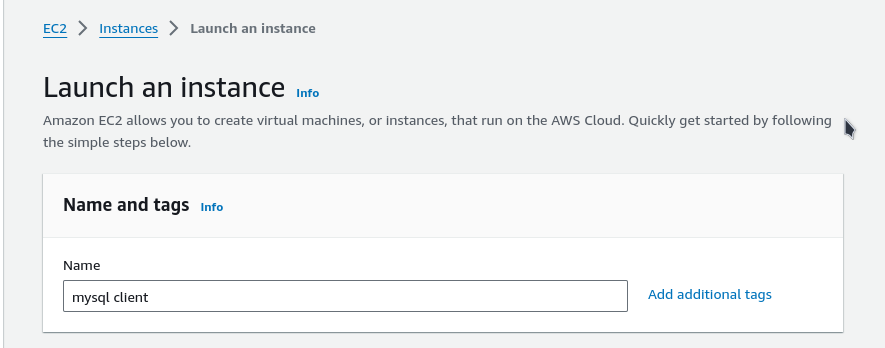 EC2 > Instances > Launch an instance
Launch an instance Info
Amazon EC2 allows you to create virtual machines, or instances, that run on the AWS Cloud. Quickly get started by following
the simple steps below.
Name and tags Info
Name
mysql client Add additional tags